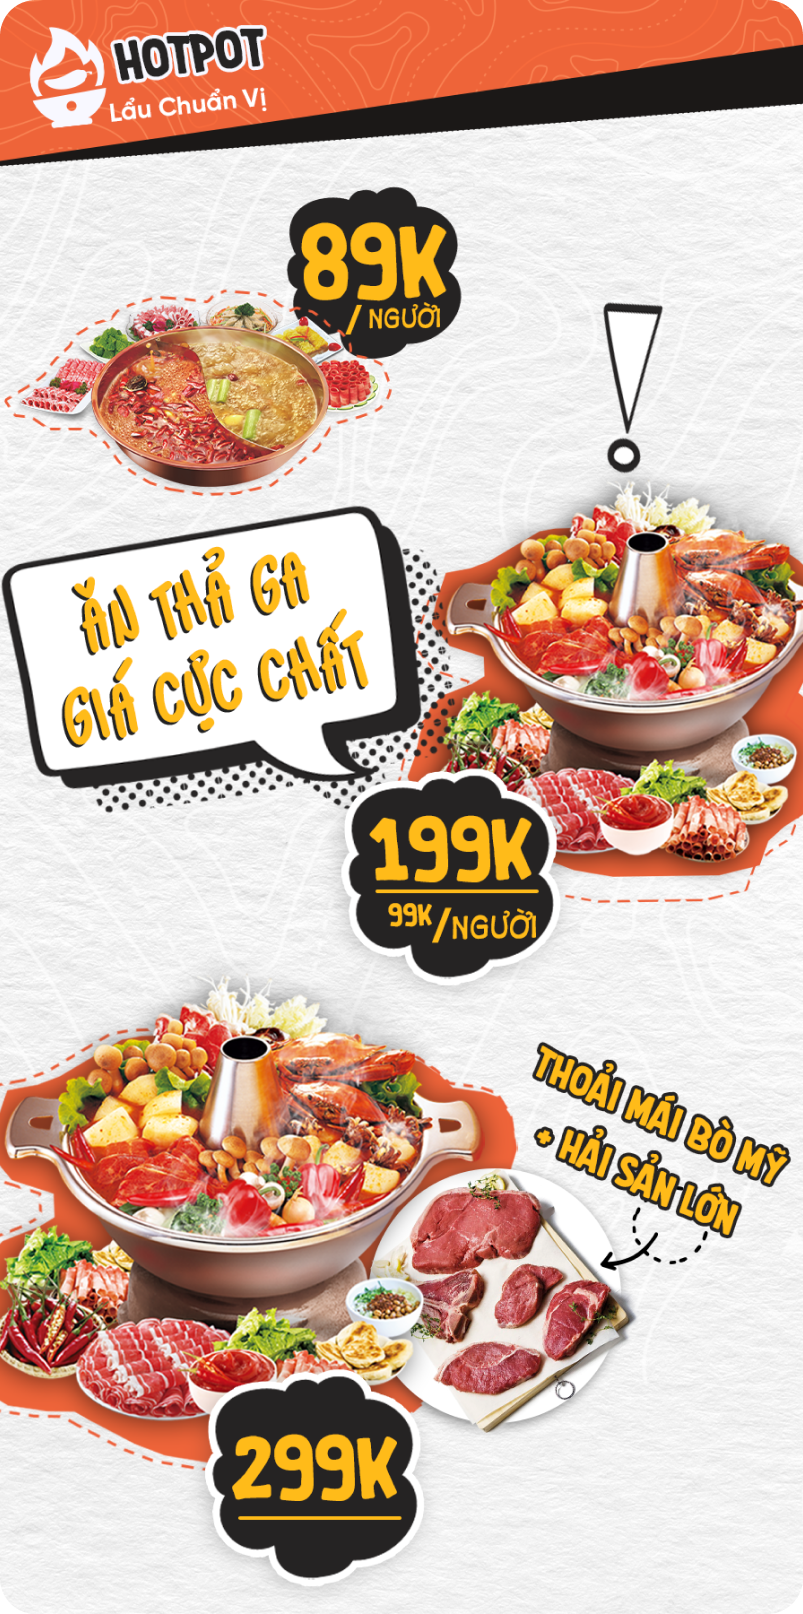 HOTPOT
Lẩu Chuẩn Vị
89K
/ NGƯỜI
ĂN THẢ GA
GIÁ CỰC CHẤT
199K
99K/NGƯỜI
THOẢI MÁI BÒ MỸ
+ HẢI SẢN LỚN
299K